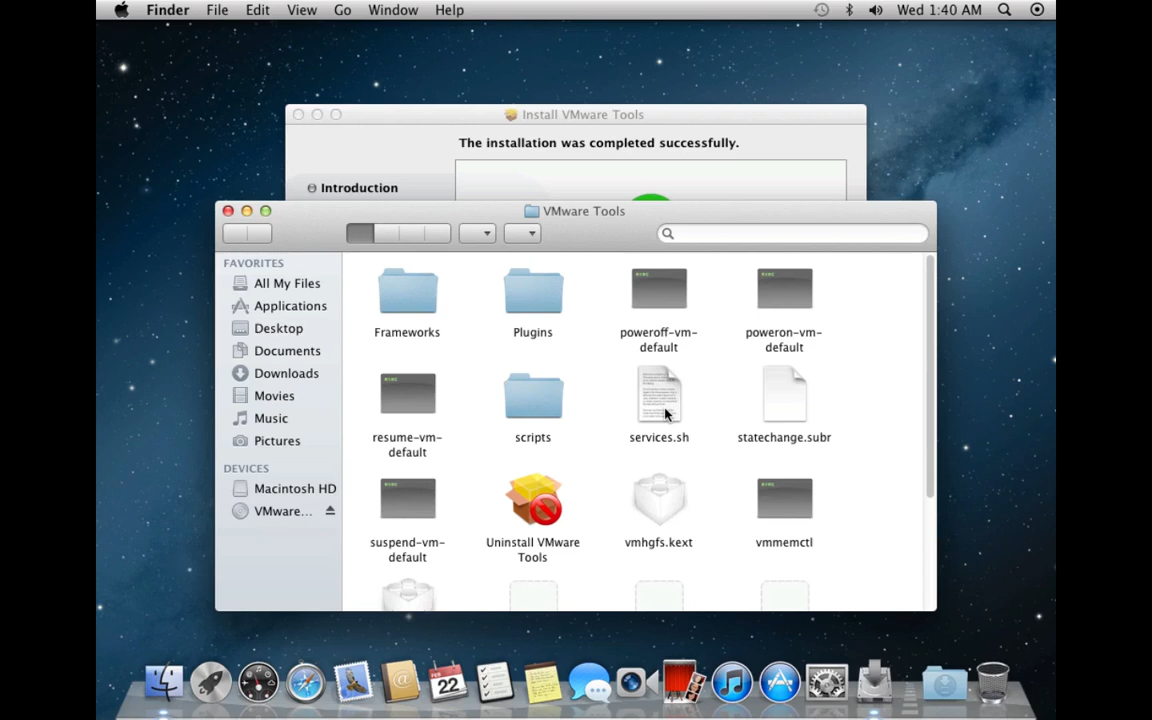 Finder File Edit View Go Window Help Wed 1:40 AM
Install VMware Tools
The installation was completed successfully.
Introduction
VMware Tools
FAVORITES
All My Files
Applications
Desktop
Documents
Downloads
Movies
Music
Pictures
DEVICES
Macintosh HD
VMware...
Frameworks
Plugins
poweroff-vm-
default
poweron-vm-
default
resume-vm-
default
scripts
services.sh
statechange.subr
suspend-vm-
default
Uninstall VMware
Tools
vmhgfs.kext
vmmemctl
FEB
22